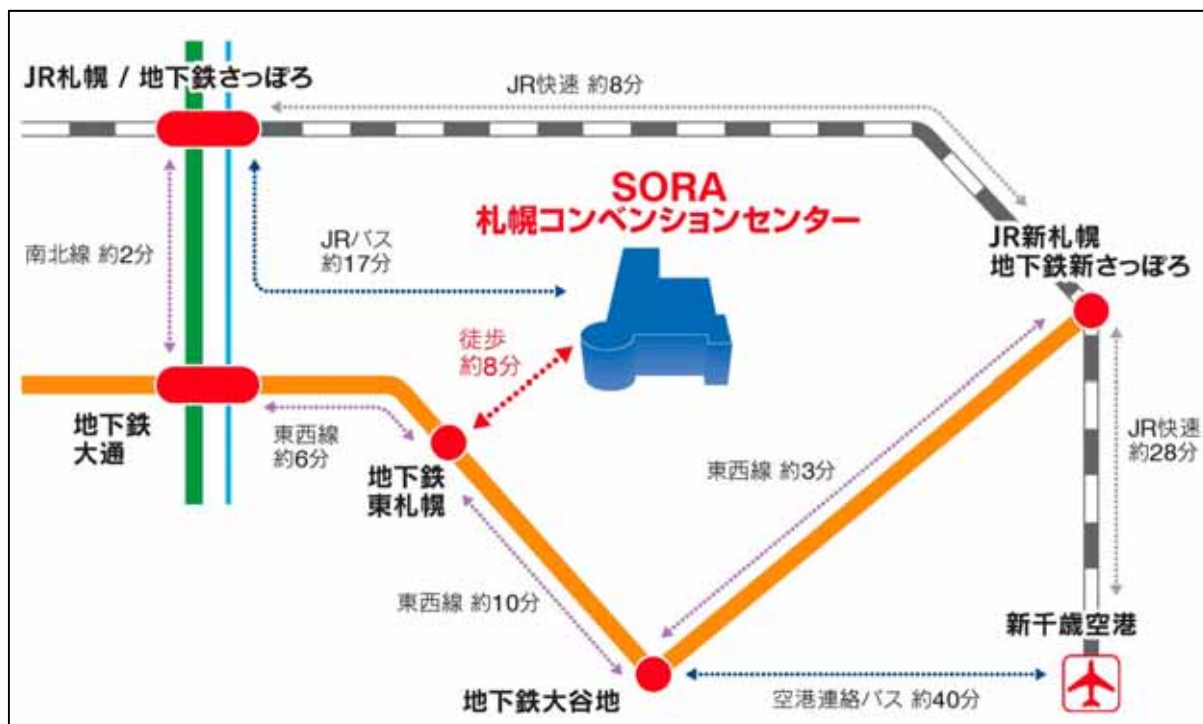 JR札幌 / 地下鉄さっぽろ
JR快速 約8分
SORA
札幌コンベンションセンター
JR新札幌
地下鉄新さっぽろ
南北線 約2分
JRバス
約17分
徒歩
約8分
地下鉄
大通
東西線
約6分
地下鉄
東札幌
東西線 約3分
JR快速
約28分
東西線 約10分
新千歳空港
地下鉄大谷地
空港連絡バス 約40分